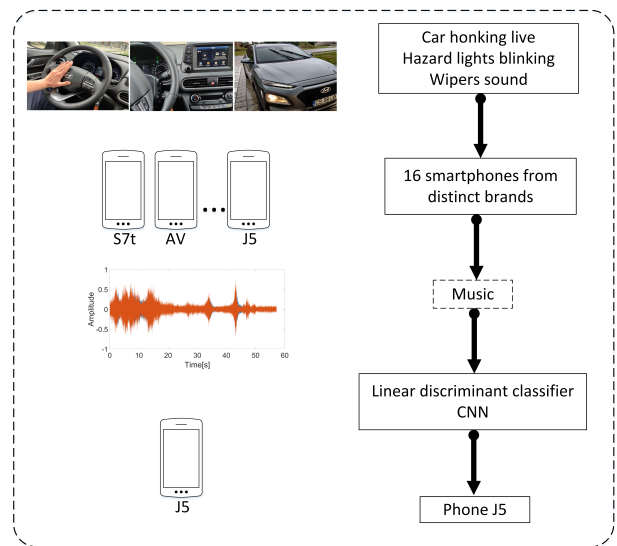 Car honking live
Hazard lights blinking
Wipers sound
16 smartphones from
distinct brands
S7t
AV
J5
Music
1
0.5
0
-0.5
-1
Amplitude
0
10
20
30
40
50
60
Time[s]
Linear discriminant classifier
CNN
J5
Phone J5